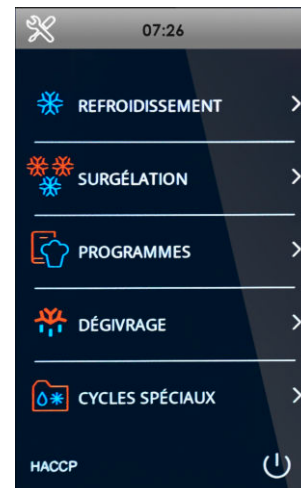 07:26
REFROIDISSEMENT
SURGÉLATION
PROGRAMMES
DÉGIVRAGE
CYCLES SPÉCIAUX
HACCP